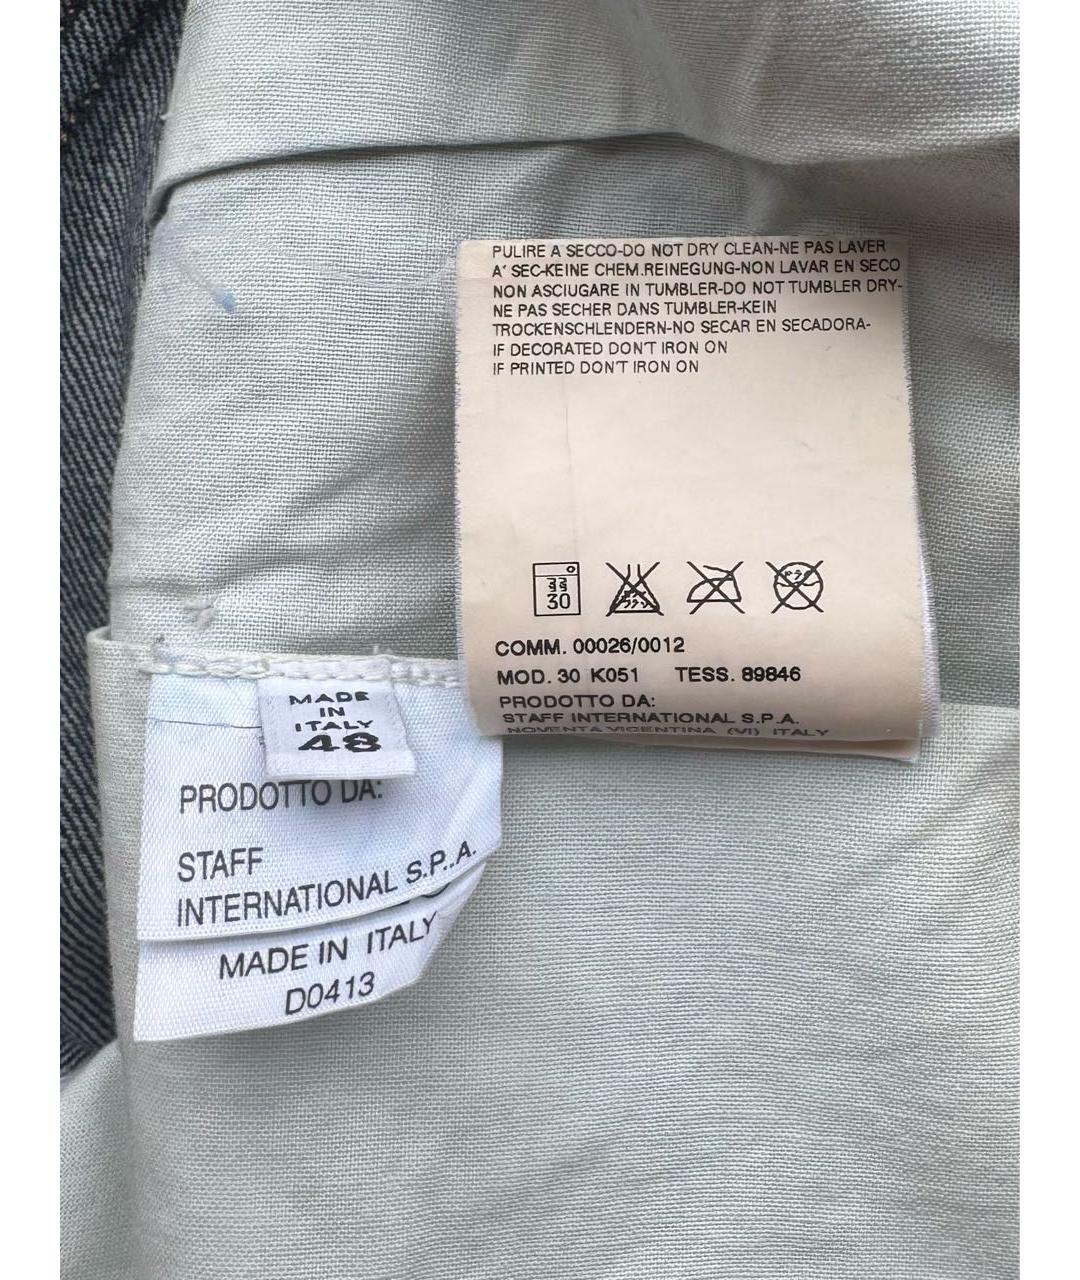 PULIRE A SECCO-DO NOT DRY CLEAN-NE PAS LAVER
A' SEC-KEINE CHEM.REINEGUNG-NON LAVAR EN SECO
NON ASCIUGARE IN TUMBLER-DO NOT TUMBLER DRY-
NE PAS SECHER DANS TUMBLER-KEIN
TROCKENSCHLENDERN-NO SECAR EN SECADORA-
IF DECORATED DON'T IRON ON
IF PRINTED DON'T IRON ON
30
COMM. 00026/0012
MOD. 30 K051 TESS. 89846
PRODOTTO DA:
STAFF INTERNATIONAL S.P.A.
NOVENTA VICENTINA (VI) ITALY
MADE
IN
ITALY
48
PRODOTTO DA:
STAFF
INTERNATIONAL S.P..A.
MADE IN ITALY
D0413